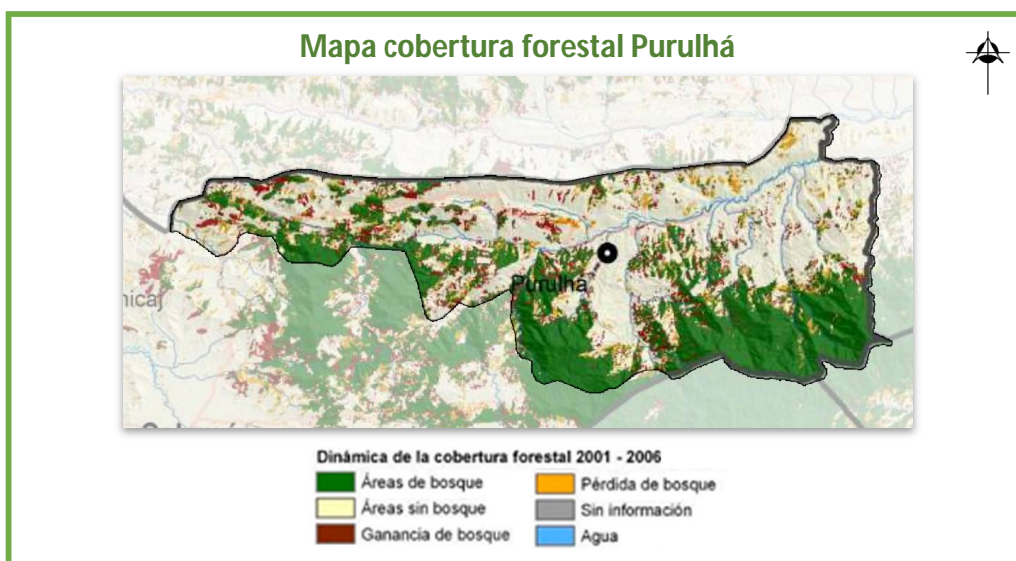 Mapa cobertura forestal Purulhá
nicaj
Purulha
Dinámica de la cobertura forestal 2001 - 2006
Áreas de bosque
Pérdida de bosque
Áreas sin bosque
Sin información
Ganancia de bosque
Agua